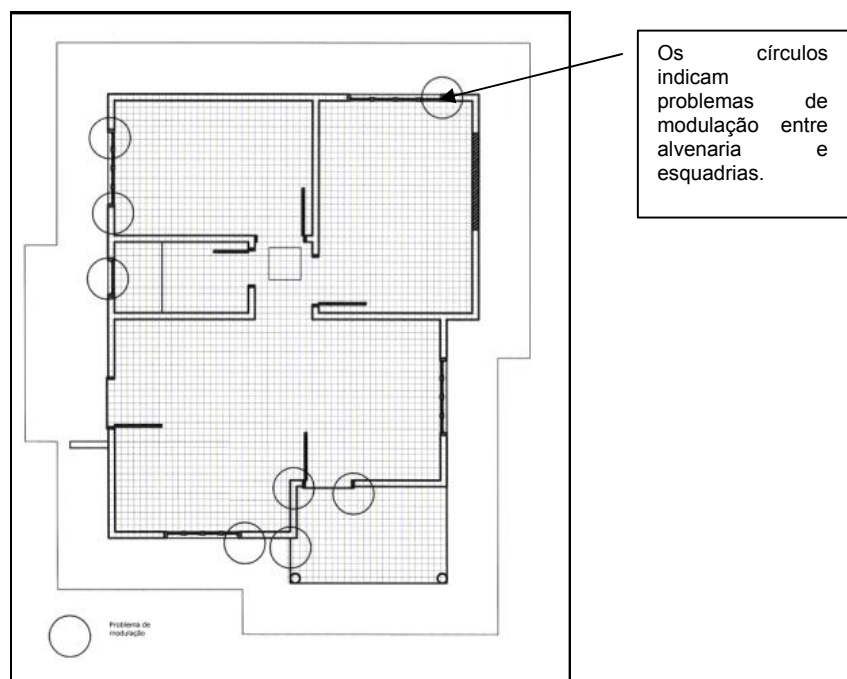 Os círculos
indicam
problemas de
modulação entre
alvenaria e
esquadrias.
Problema de
modulação